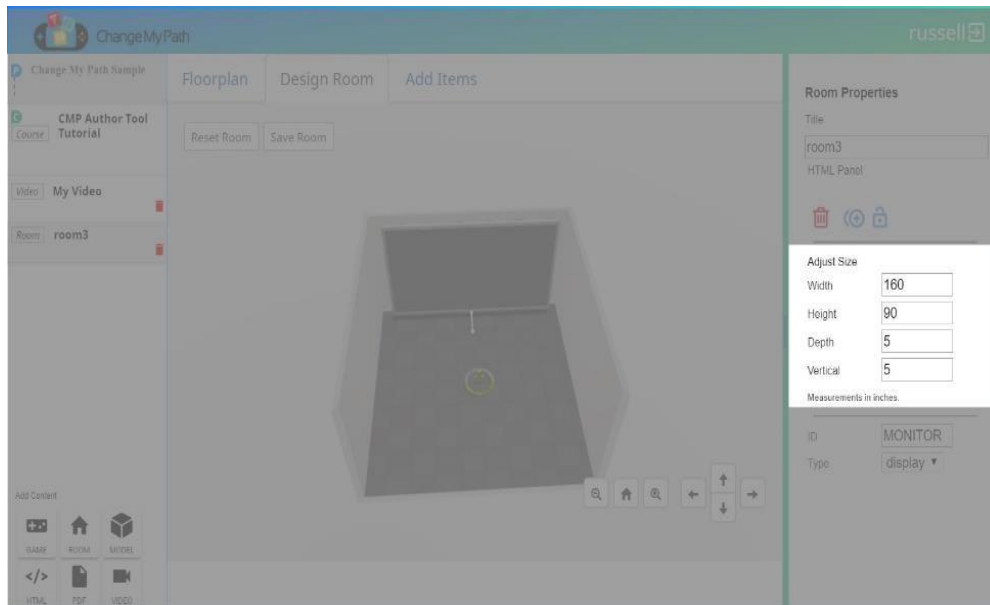 ChangeMyPath
russell
Change My Path Sample
Course
CMP Author Tool
Tutorial
Video My Video
Room room3
Add Content
GAME ROOM MODEL
</>
HTML PDF VIDEO
Floorplan Design Room Add Items
Reset Room Save Room
Room Properties
Title
room3
HTML Panel
Adjust Size
Width 160
Height 90
Depth 5
Vertical 5
Measurements in inches.
ID MONITOR
Type display